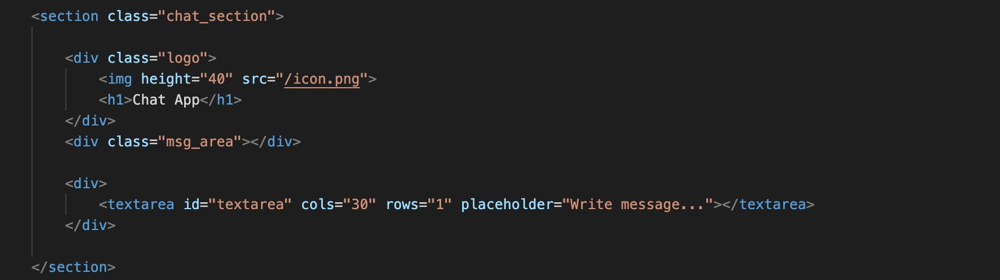 <section class="chat_section">
<div class="logo">
<img height="40" src="/icon.png">
<h1>Chat App</h1>
</div>
<div class="msg_area"></div>
<div>
<textarea id="textarea" cols="30" rows="1" placeholder="Write message..."></textarea>
</div>
</section>